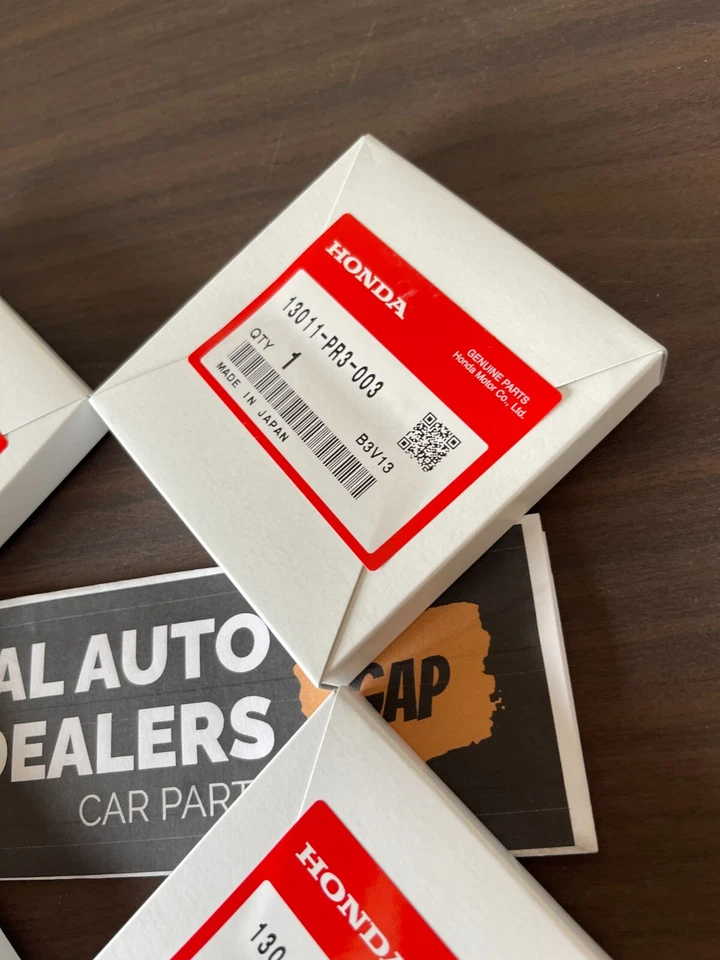 HONDA
GENUINE PARTS
Honda Motor Co., Ltd.
13011-PR3-003
QTY 1
B3V13
MADE IN JAPAN
AL AUTO
DEALERS
CAR PART
GAP
HONDA
130